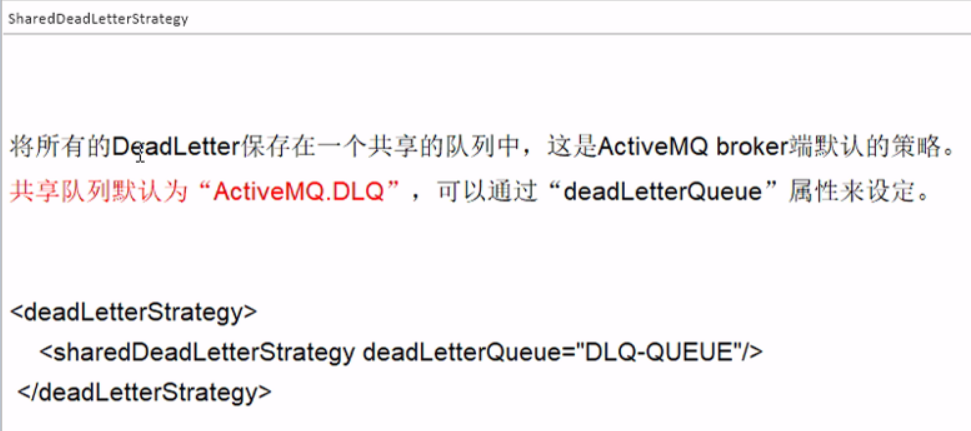 SharedDeadLetterStrategy
将所有的DeadLetter保存在一个共享的队列中，这是ActiveMQ broker端默认的策略。
共享队列默认为“ActiveMQ.DLQ”，可以通过“deadLetterQueue”属性来设定。
<deadLetterStrategy>
<sharedDeadLetterStrategy deadLetterQueue="DLQ-QUEUE"/>
</deadLetterStrategy>